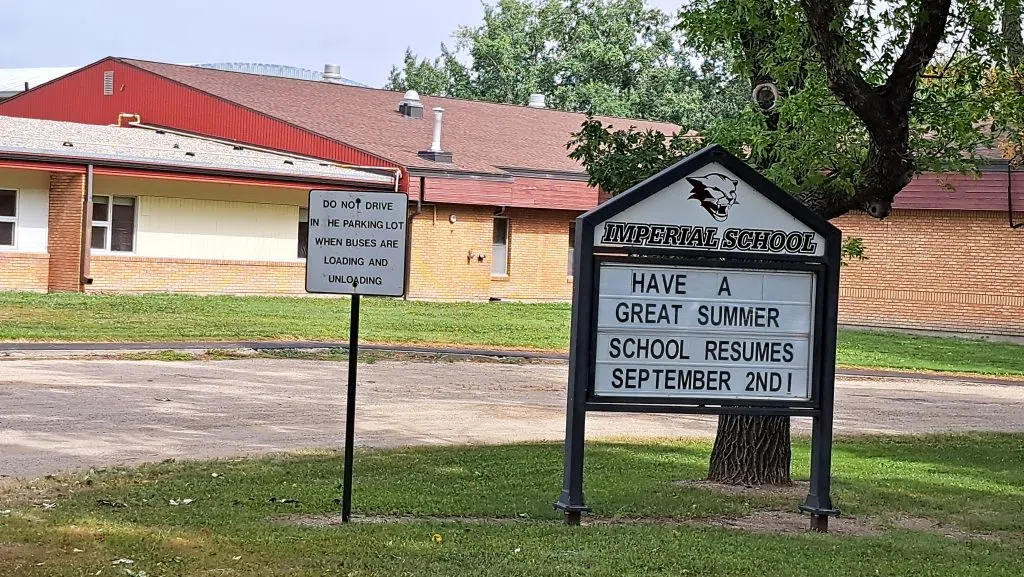 DO NOT DRIVE
IN HE PARKING LOT
WHEN BUSES ARE
LOADING AND
UNLOADING
IMPERIAL SCHOOL
HAVE A
GREAT SUMMER
SCHOOL RESUMES
SEPTEMBER 2ND!